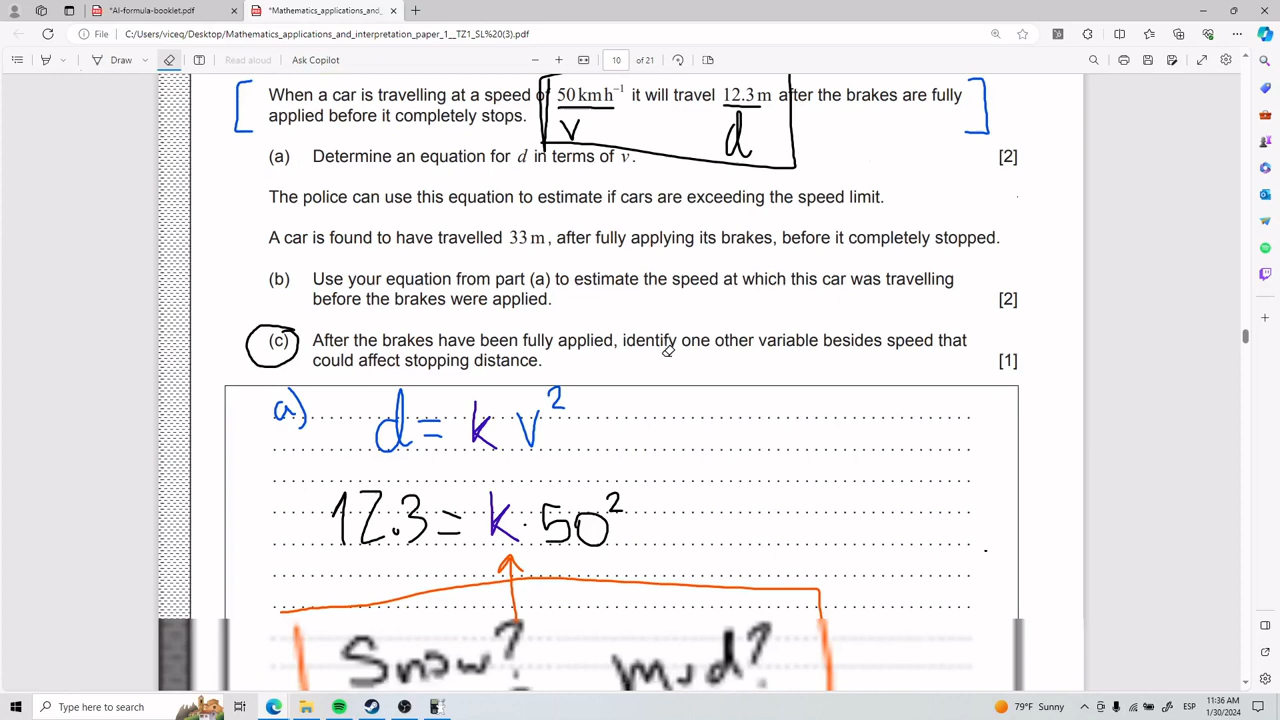 *AI-formula-booklet.pdf
*Mathematics_applications_and_
File
C:/Users/viceq/Desktop/Mathematics_applications_and_interpretation_paper_1__TZ1_SL%20(3).pdf
Draw
Read aloud
Ask Copilot
10
of 21
When a car is travelling at a speed of 50 km h⁻¹ it will travel 12.3 m after the brakes are fully
applied before it completely stops.
v
d
(a) Determine an equation for d in terms of v. [2]
The police can use this equation to estimate if cars are exceeding the speed limit.
A car is found to have travelled 33 m, after fully applying its brakes, before it completely stopped.
(b) Use your equation from part (a) to estimate the speed at which this car was travelling
before the brakes were applied. [2]
(c) After the brakes have been fully applied, identify one other variable besides speed that
could affect stopping distance. [1]
a) d = k v²
12.3 = k · 50²
Snow? mud?
Type here to search
79°F Sunny
ESP
11:36 AM
1/30/2024